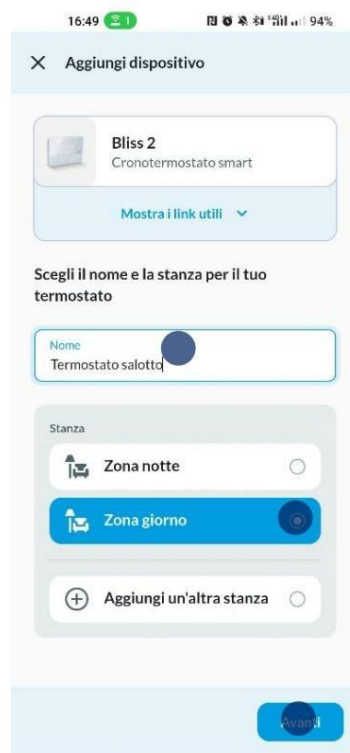 16:49 1 94%
Aggiungi dispositivo
Bliss 2
Cronotermostato smart
Mostra i link utili
Scegli il nome e la stanza per il tuo
termostato
Nome
Termostato salotto
Stanza
Zona notte
Zona giorno
Aggiungi un'altra stanza
Avanti